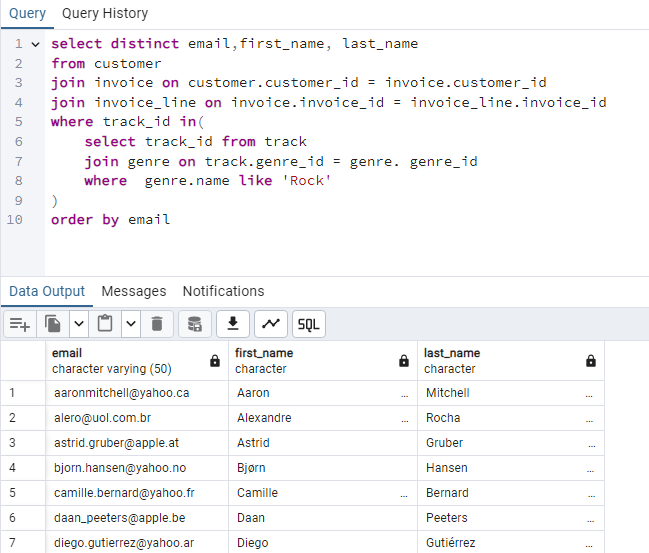 Query Query History
1 select distinct email,first_name, last_name
2 from customer
3 join invoice on customer.customer_id = invoice.customer_id
4 join invoice_line on invoice.invoice_id = invoice_line.invoice_id
5 where track_id in(
6 select track_id from track
7 join genre on track.genre_id = genre. genre_id
8 where genre.name like 'Rock'
9 )
10 order by email
Data Output Messages Notifications
SQL
email first_name last_name
character varying (50) character character
1 aaronmitchell@yahoo.ca Aaron ... Mitchell ...
2 alero@uol.com.br Alexandre ... Rocha ...
3 astrid.gruber@apple.at Astrid Gruber ...
4 bjorn.hansen@yahoo.no Bjørn Hansen ...
5 camille.bernard@yahoo.fr Camille ... Bernard ...
6 daan_peeters@apple.be Daan Peeters ...
7 diego.gutierrez@yahoo.ar Diego Gutiérrez ...